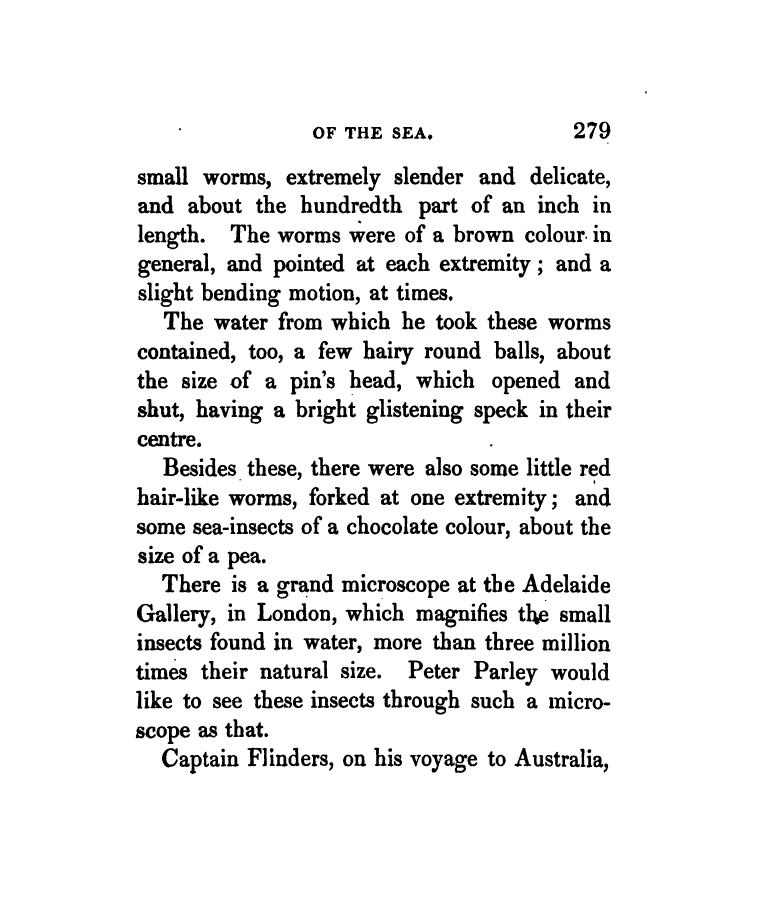 OF THE SEA. 279
small worms, extremely slender and delicate,
and about the hundredth part of an inch in
length. The worms were of a brown colour in
general, and pointed at each extremity ; and a
slight bending motion, at times.
The water from which he took these worms
contained, too, a few hairy round balls, about
the size of a pin's head, which opened and
shut, having a bright glistening speck in their
centre.
Besides these, there were also some little red
hair-like worms, forked at one extremity ; and
some sea-insects of a chocolate colour, about the
size of a pea.
There is a grand microscope at the Adelaide
Gallery, in London, which magnifies the small
insects found in water, more than three million
times their natural size. Peter Parley would
like to see these insects through such a micro-
scope as that.
Captain Flinders, on his voyage to Australia,